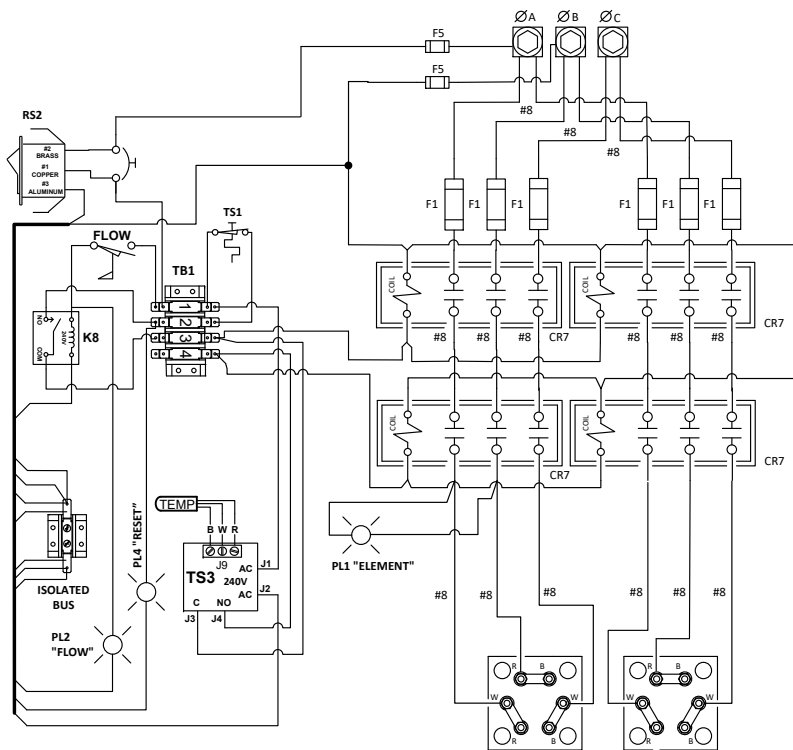 ØA
ØB
ØC
F5
F5
#8
#8
#8
RS2
#2
BRASS
#1
COPPER
#3
ALUMINUM
F1
F1
F1
F1
F1
F1
TS1
FLOW
TB1
1
2
3
4
NO
COM
240V
K8
COIL
COIL
CR7
CR7
#8
#8
#8
#8
#8
#8
COIL
COIL
CR7
CR7
TEMP
B
W
R
J9
TS3
240V
AC
AC
J1
J2
C
NO
J3
J4
PL4 "RESET"
PL1 "ELEMENT"
ISOLATED
BUS
PL2
"FLOW"
#8
#8
#8
#8
#8
#8
R
B
W
W
R
B
R
B
W
W
R
B